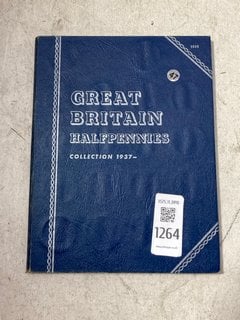 GREAT
BRITAIN
HALFPENNIES
COLLECTION 1937-
1264